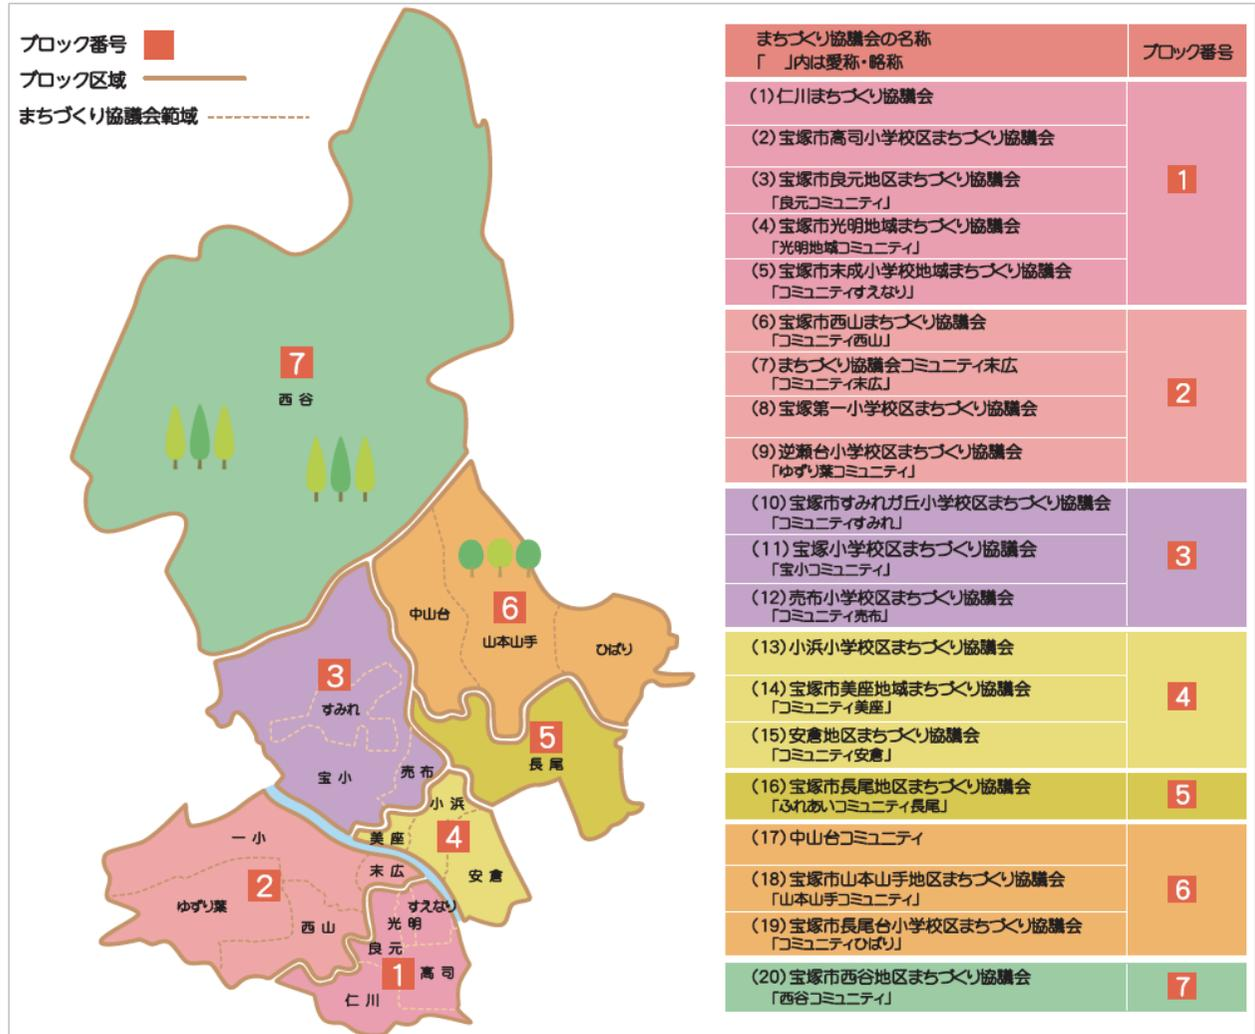 ブロック番号
ブロック区域
まちづくり協議会範域
7
西谷
中山台
6
山本山手
ひばり
3
すみれ
宝小
売布
5
長尾
小浜
美座
4
安倉
一小
2
ゆずり葉
西山
末広
すえなり
光明
良元
1
高司
仁川
まちづくり協議会の名称
「　」内は愛称・略称
ブロック番号
(1)仁川まちづくり協議会
(2)宝塚市高司小学校区まちづくり協議会
(3)宝塚市良元地区まちづくり協議会
「良元コミュニティ」
(4)宝塚市光明地域まちづくり協議会
「光明地域コミュニティ」
(5)宝塚市末成小学校地域まちづくり協議会
「コミュニティすえなり」
1
(6)宝塚市西山まちづくり協議会
「コミュニティ西山」
(7)まちづくり協議会コミュニティ末広
「コミュニティ末広」
(8)宝塚第一小学校区まちづくり協議会
(9)逆瀬台小学校区まちづくり協議会
「ゆずり葉コミュニティ」
2
(10)宝塚市すみれガ丘小学校区まちづくり協議会
「コミュニティすみれ」
(11)宝塚小学校区まちづくり協議会
「宝小コミュニティ」
(12)売布小学校区まちづくり協議会
「コミュニティ売布」
3
(13)小浜小学校区まちづくり協議会
(14)宝塚市美座地域まちづくり協議会
「コミュニティ美座」
(15)安倉地区まちづくり協議会
「コミュニティ安倉」
4
(16)宝塚市長尾地区まちづくり協議会
「ふれあいコミュニティ長尾」
5
(17)中山台コミュニティ
(18)宝塚市山本山手地区まちづくり協議会
「山本山手コミュニティ」
(19)宝塚市長尾台小学校区まちづくり協議会
「コミュニティひばり」
6
(20)宝塚市西谷地区まちづくり協議会
「西谷コミュニティ」
7